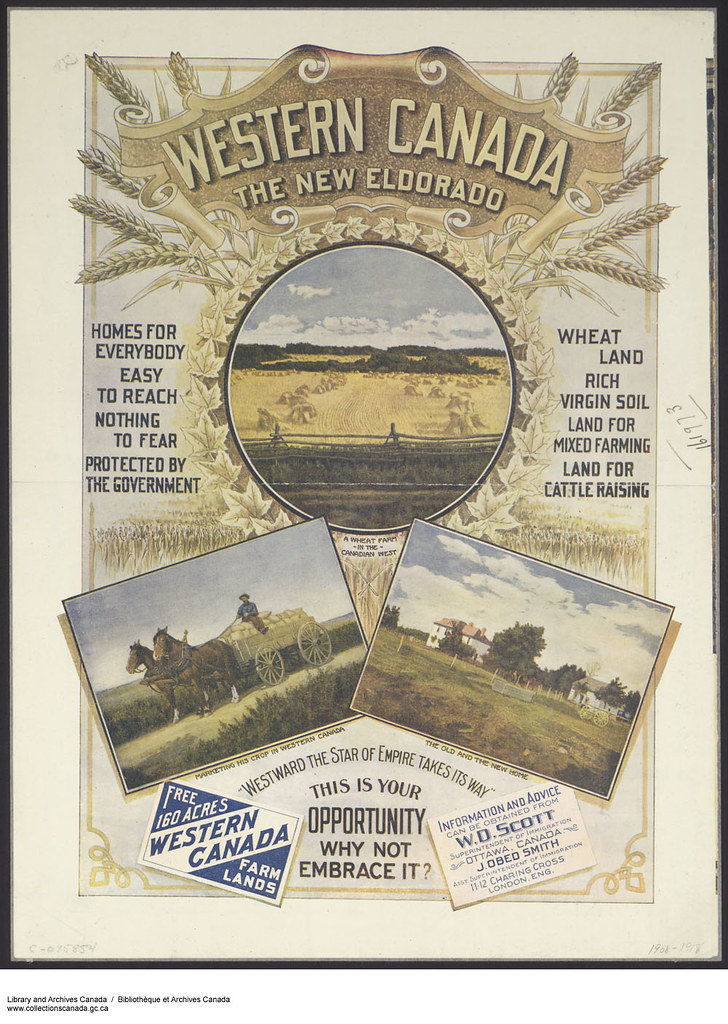 WESTERN CANADA
THE NEW ELDORADO
HOMES FOR
EVERYBODY
EASY
TO REACH
NOTHING
TO FEAR
PROTECTED BY
THE GOVERNMENT
WHEAT
LAND
RICH
VIRGIN SOIL
LAND FOR
MIXED FARMING
LAND FOR
CATTLE RAISING
161973
A WHEAT FARM
- IN THE -
CANADIAN WEST
MARKETING HIS CROP IN WESTERN CANADA
THE OLD AND THE NEW HOME
"WESTWARD THE STAR OF EMPIRE TAKES ITS WAY"
THIS IS YOUR
OPPORTUNITY
WHY NOT
EMBRACE IT?
FREE
160 ACRES
WESTERN
CANADA
FARM
LANDS
INFORMATION AND ADVICE
CAN BE OBTAINED FROM
W.D. SCOTT
SUPERINTENDENT OF IMMIGRATION
OTTAWA, CANADA
J. OBED SMITH
ASST SUPERINTENDENT OF IMMIGRATION
11-12 CHARING CROSS
LONDON, ENG.
1908-1918
Library and Archives Canada / Bibliothèque et Archives Canada
www.collectionscanada.gc.ca